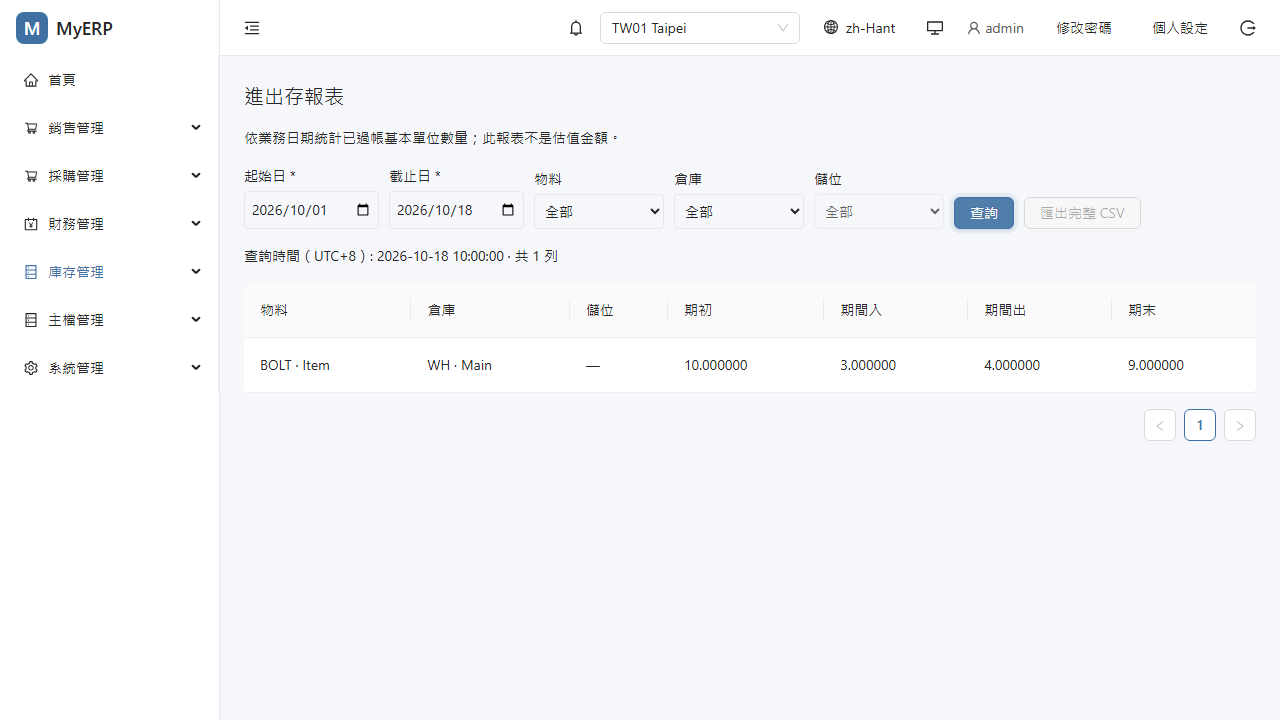 M MyERP
TW01 Taipei
zh-Hant
admin
修改密碼
個人設定
首頁
銷售管理
採購管理
財務管理
庫存管理
主檔管理
系統管理
進出存報表
依業務日期統計已過帳基本單位數量；此報表不是估值金額。
起始日 *
截止日 *
物料
倉庫
儲位
2026/10/01
2026/10/18
全部
全部
全部
查詢
匯出完整 CSV
查詢時間（UTC+8）: 2026-10-18 10:00:00 · 共 1 列
物料 倉庫 儲位 期初 期間入 期間出 期末
BOLT · Item WH · Main — 10.000000 3.000000 4.000000 9.000000
1